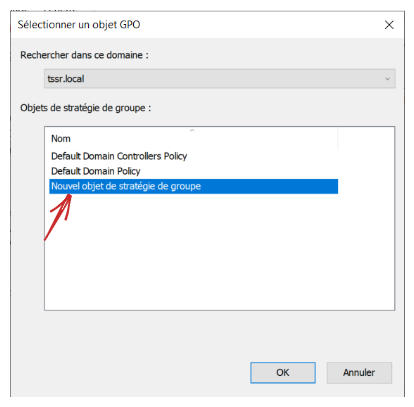 Sélectionner un objet GPO
Rechercher dans ce domaine :
tssr.local
Objets de stratégie de groupe :
Nom
Default Domain Controllers Policy
Default Domain Policy
Nouvel objet de stratégie de groupe
OK
Annuler